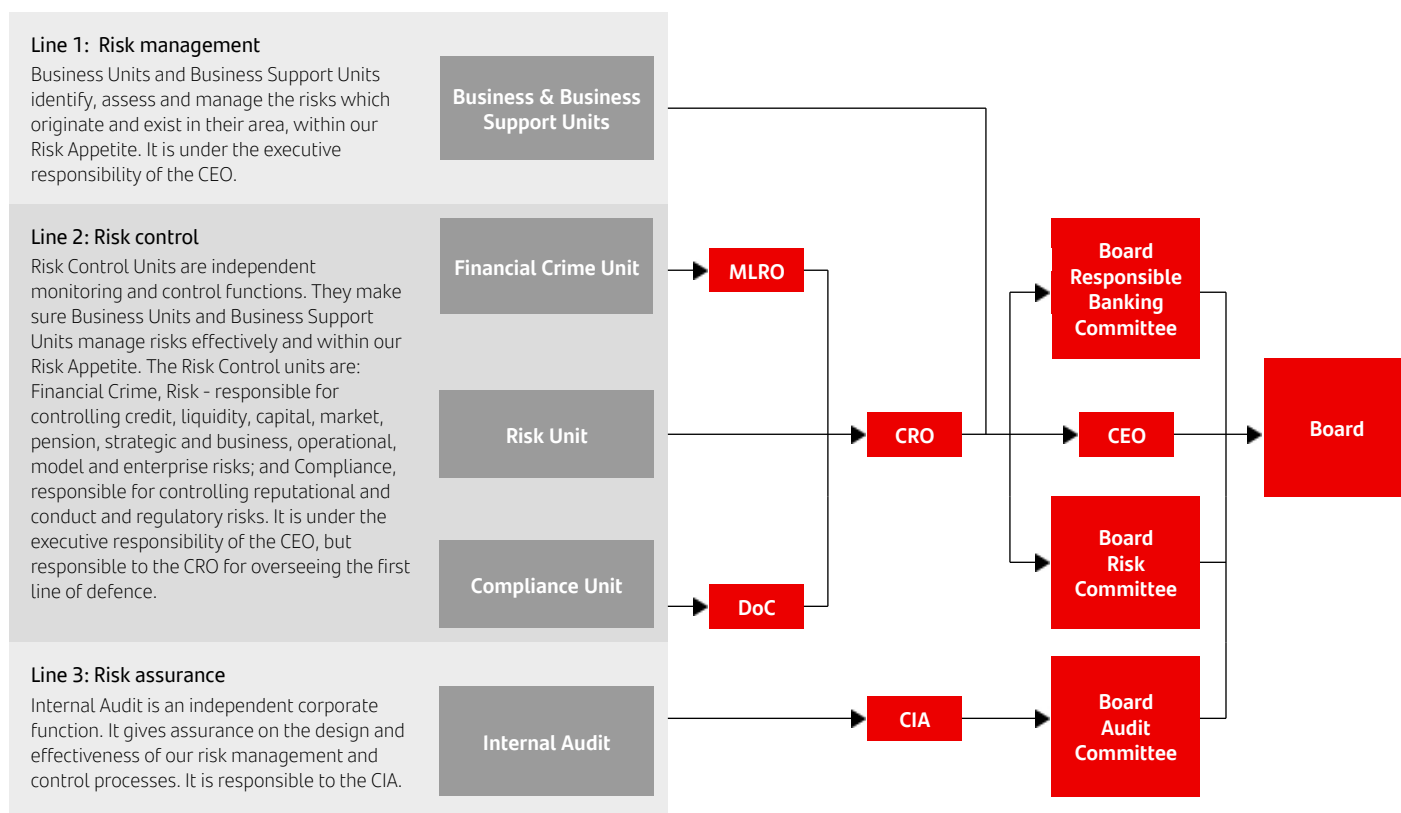 Line 1: Risk management
Business Units and Business Support Units
identify, assess and manage the risks which
originate and exist in their area, within our
Risk Appetite. It is under the executive
responsibility of the CEO.
Business & Business
Support Units
Line 2: Risk control
Risk Control Units are independent
monitoring and control functions. They make
sure Business Units and Business Support
Units manage risks effectively and within our
Risk Appetite. The Risk Control units are:
Financial Crime, Risk - responsible for
controlling credit, liquidity, capital, market,
pension, strategic and business, operational,
model and enterprise risks; and Compliance,
responsible for controlling reputational and
conduct and regulatory risks. It is under the
executive responsibility of the CEO, but
responsible to the CRO for overseeing the first
line of defence.
Financial Crime Unit
MLRO
Risk Unit
Compliance Unit
DoC
CRO
Board
Responsible
Banking
Committee
CEO
Board
Risk
Committee
Board
Line 3: Risk assurance
Internal Audit is an independent corporate
function. It gives assurance on the design and
effectiveness of our risk management and
control processes. It is responsible to the CIA.
Internal Audit
CIA
Board
Audit
Committee